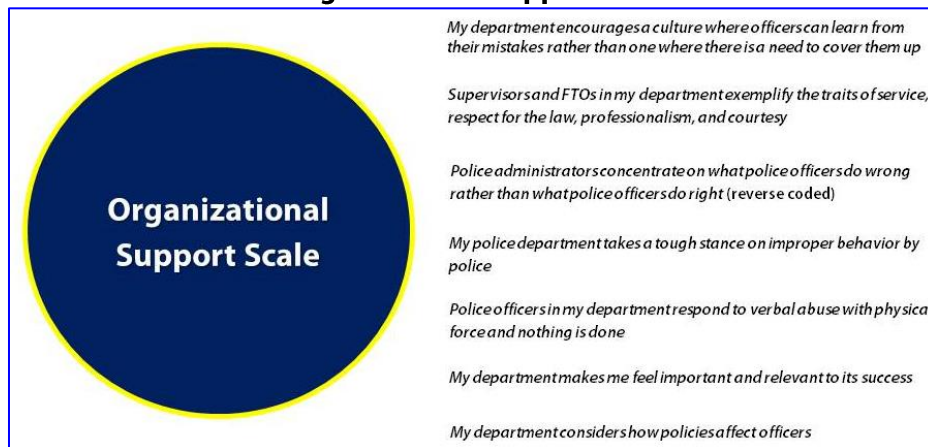 Organizational
Support Scale
My department encourages a culture where officers can learn from
their mistakes rather than one where there is a need to cover them up
Supervisors and FTOs in my department exemplify the traits of service,
respect for the law, professionalism, and courtesy
Police administrators concentrate on what police officers do wrong
rather than what police officers do right (reverse coded)
My police department takes a tough stance on improper behavior by
police
Police officers in my department respond to verbal abuse with physica
force and nothing is done
My department makes me feel important and relevant to its success
My department considers how policies affect officers